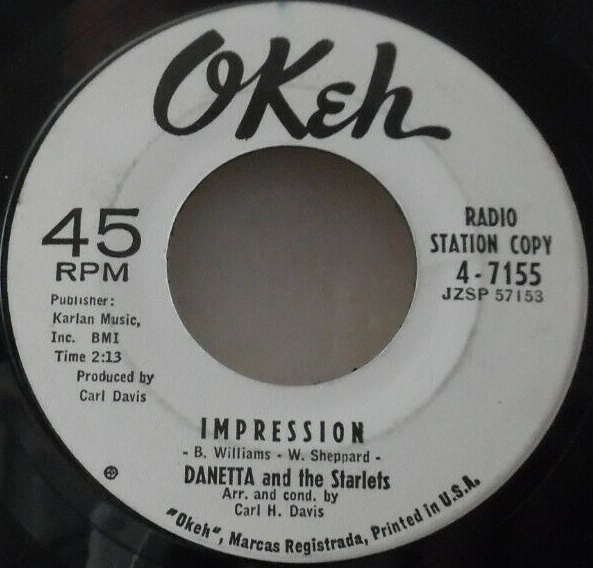 OKeh
45
RPM
Publisher:
Karlan Music,
Inc. BMI
Time 2:13
Produced by
Carl Davis
RADIO
STATION COPY
4-7155
JZSP 57153
IMPRESSION
- B. Williams - W. Sheppard -
DANETTA and the Starlets
Arr. and cond. by
Carl H. Davis
"Okeh", Marcas Registrada, Printed in U.S.A.